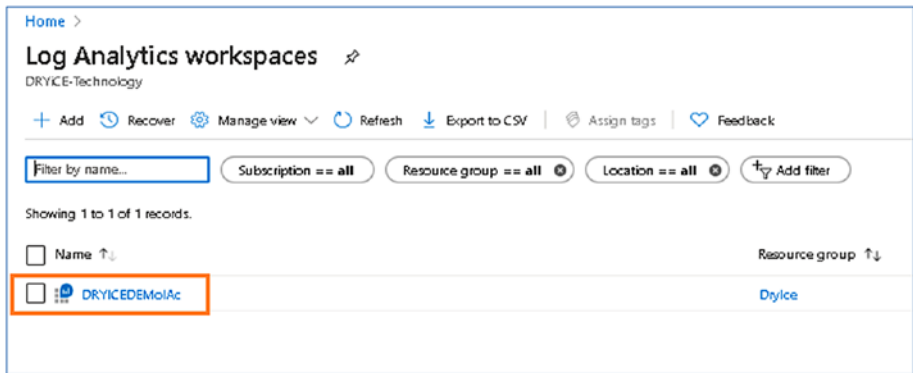 Home >
Log Analytics workspaces
DRYiCE-Technology
Add Recover Manage view Refresh Export to CSV Assign tags Feedback
Filter by name... Subscription == all Resource group == all Location == all Add filter
Showing 1 to 1 of 1 records.
Name Resource group
DRYICEDEMolAc DryIce